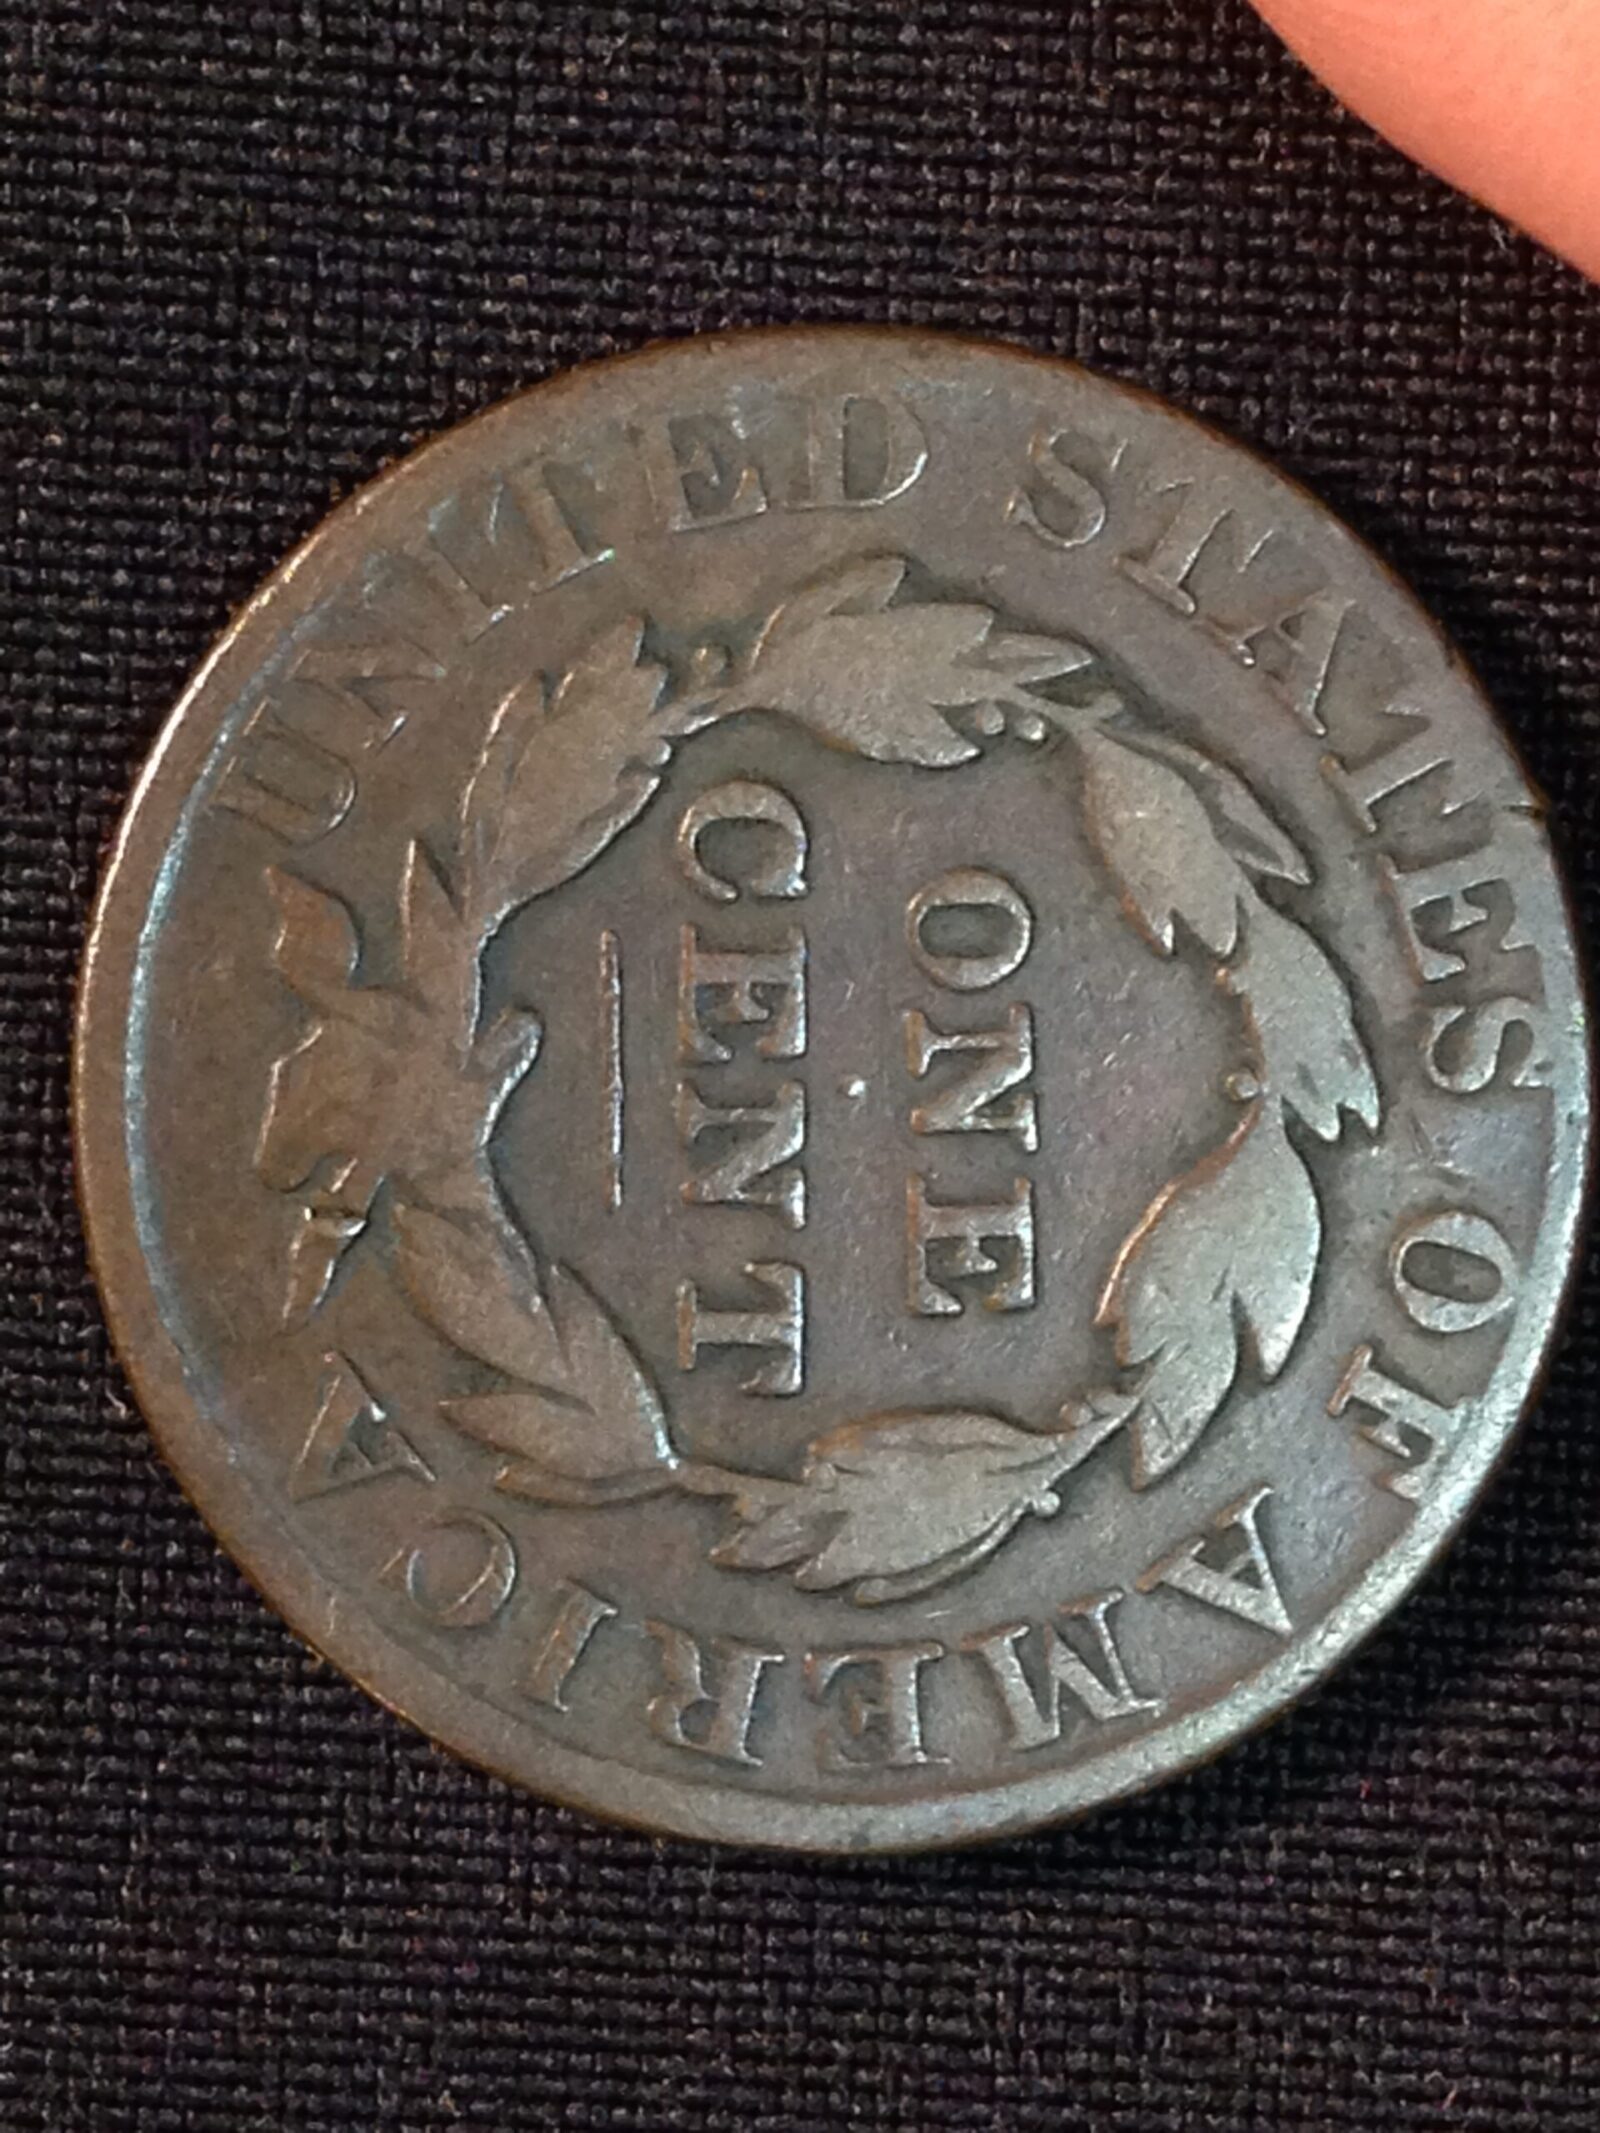 UNITED STATES OF AMERICA
ONE
CENT